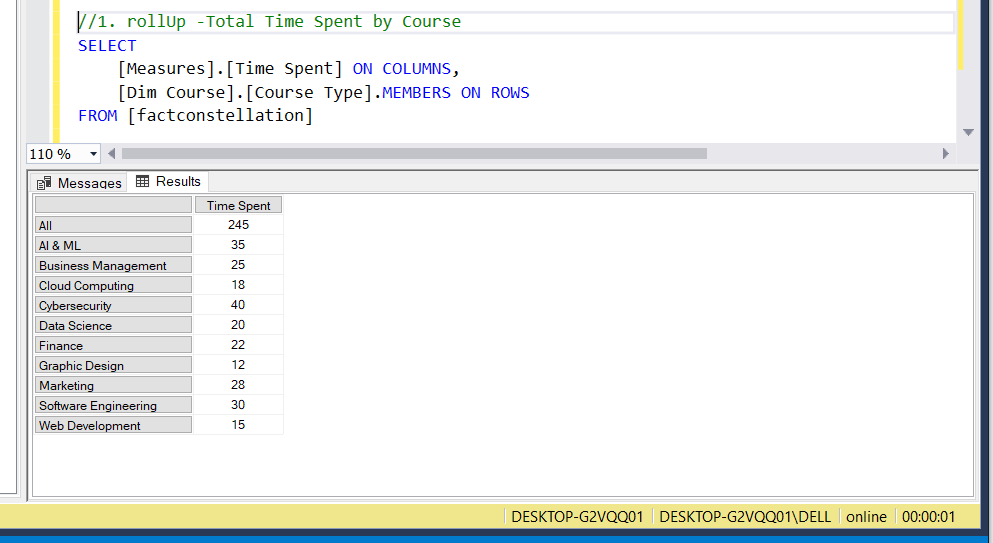 //1. rollUp -Total Time Spent by Course
SELECT
[Measures].[Time Spent] ON COLUMNS,
[Dim Course].[Course Type].MEMBERS ON ROWS
FROM [factconstellation]
110 %
Messages Results
Time Spent
All 245
AI & ML 35
Business Management 25
Cloud Computing 18
Cybersecurity 40
Data Science 20
Finance 22
Graphic Design 12
Marketing 28
Software Engineering 30
Web Development 15
DESKTOP-G2VQQ01 DESKTOP-G2VQQ01\DELL online 00:00:01